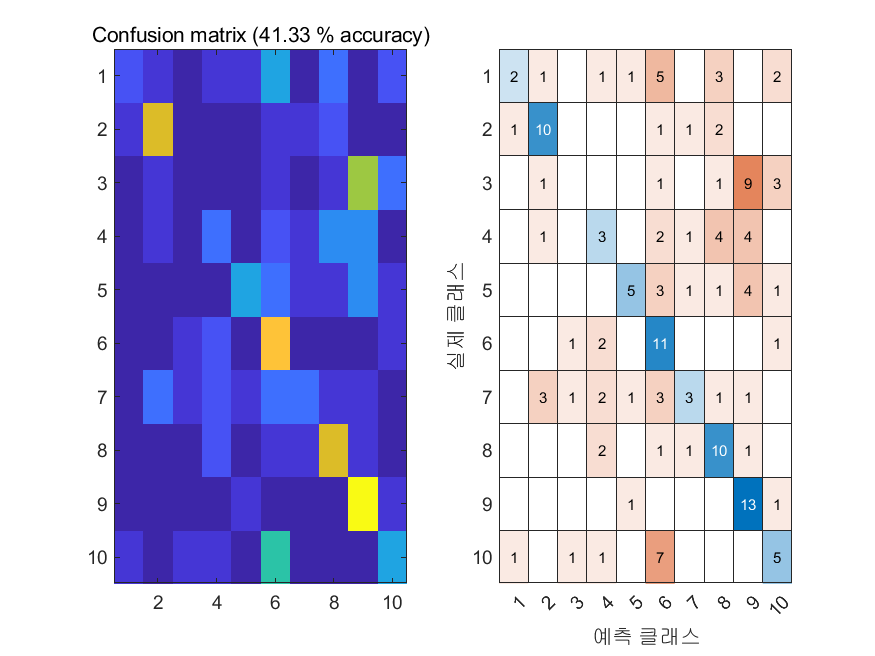 Confusion matrix (41.33 % accuracy)
1
2
3
4
5
6
7
8
9
10
2 4 6 8 10
실제 클래스
1 2 1 1 1 5 3 2
2 1 10 1 1 2
3 1 1 1 9 3
4 1 3 2 1 4 4
5 5 3 1 1 4 1
6 1 2 11 1
7 3 1 2 1 3 3 1 1
8 2 1 1 10 1
9 1 13 1
10 1 1 1 7 5
1 2 3 4 5 6 7 8 9 10
예측 클래스